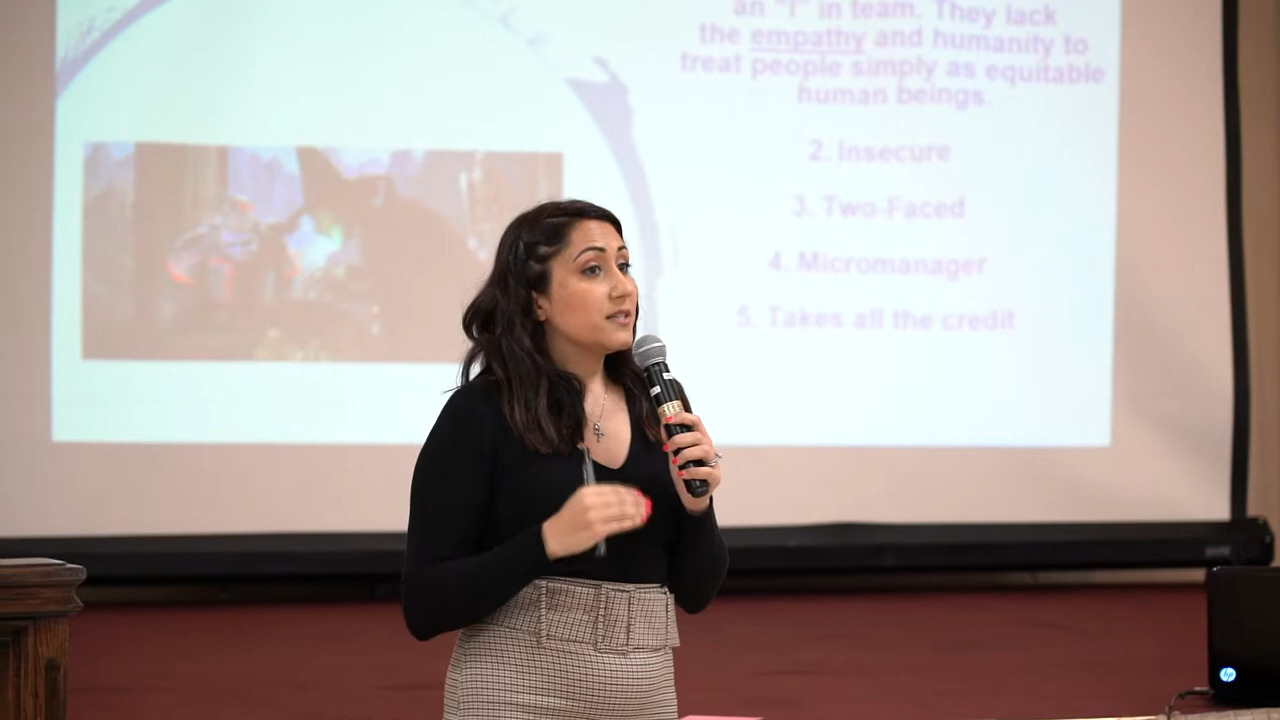 an "I" in team. They lack
the empathy and humanity to
treat people simply as equitable
human beings.
2. Insecure
3. Two-Faced
4. Micromanager
5. Takes all the credit
hp